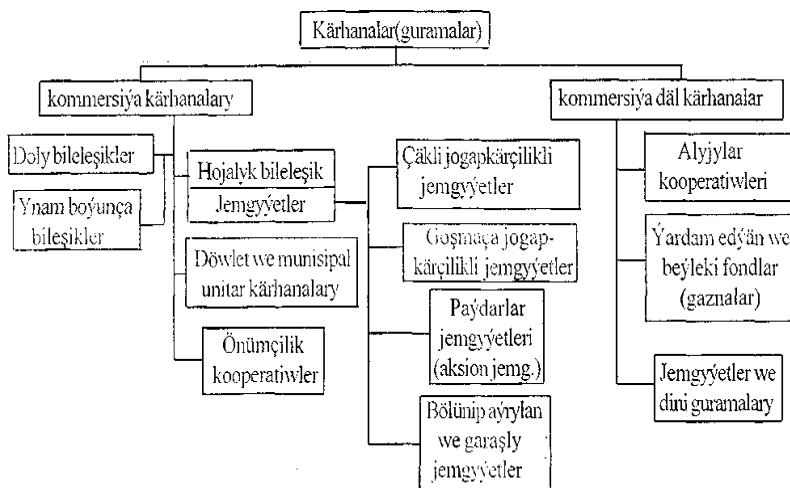 Kärhanalar(guramalar)
kommersiýa kärhanalary
kommersiýa däl kärhanalar
Doly bileleşikler
Ynam boýunça
bileşikler
Hojalyk bileleşik
Jemgyýetler
Döwlet we munisipal
unitar kärhanalary
Önümçilik
kooperatiwler
Çäkli jogapkärçilikli
jemgyýetler
Goşmaça jogap-
kärçilikli jemgyýetler
Paýdarlar
jemgyýetleri
(aksion jemg.)
Bölünip aýrylan
we garaşly
jemgyýetler
Alyjylar
kooperatiwleri
Ýardam edýän we
beýleki fondlar
(gaznalar)
Jemgyýetler we
dini guramalary